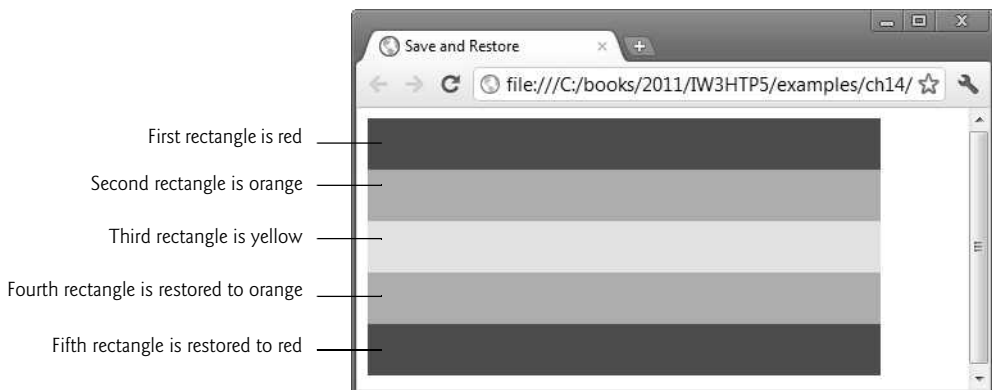 Save and Restore
file:///C:/books/2011/IW3HTP5/examples/ch14/
First rectangle is red
Second rectangle is orange
Third rectangle is yellow
Fourth rectangle is restored to orange
Fifth rectangle is restored to red